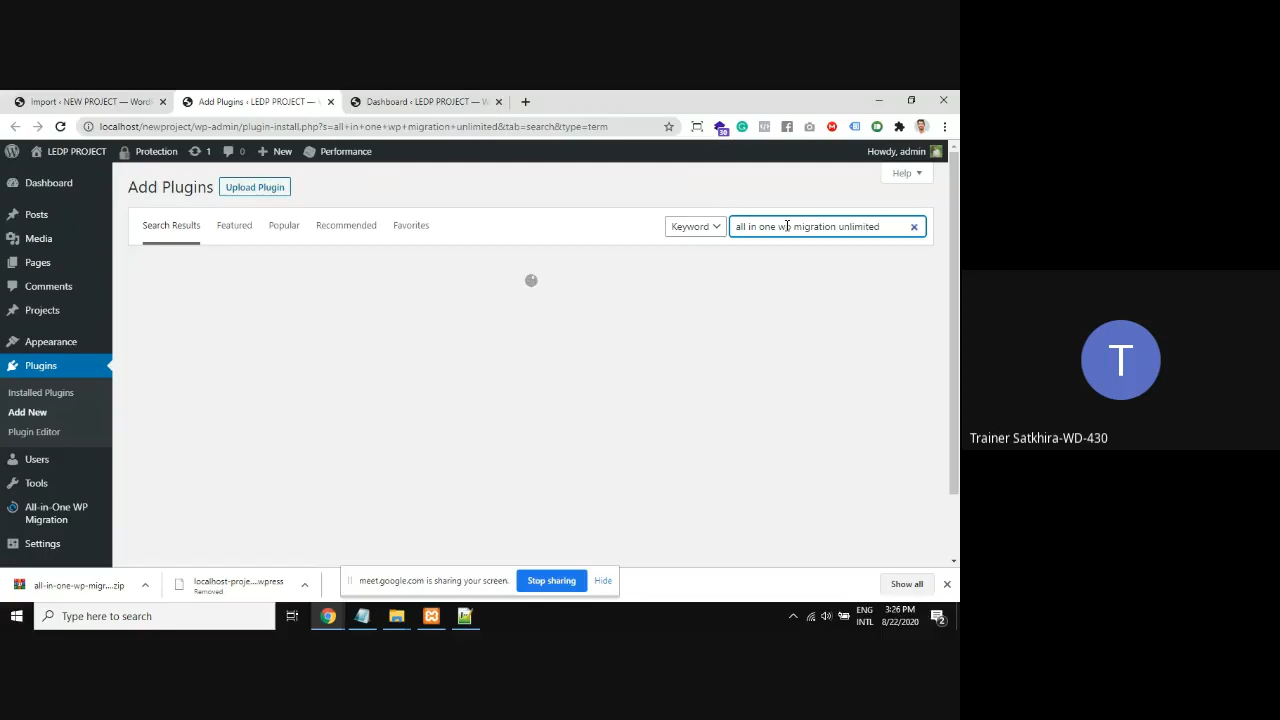 Import ‹ NEW PROJECT — Word
Add Plugins ‹ LEDP PROJECT —
Dashboard ‹ LEDP PROJECT — W
localhost/newproject/wp-admin/plugin-install.php?s=all+in+one+wp+migration+unlimited&tab=search&type=term
30
LEDP PROJECT
Protection
1
0
New
Performance
Howdy, admin
Dashboard
Posts
Media
Pages
Comments
Projects
Appearance
Plugins
Installed Plugins
Add New
Plugin Editor
Users
Tools
All-in-One WP
Migration
Settings
Add Plugins
Upload Plugin
Help
Search Results
Featured
Popular
Recommended
Favorites
Keyword
all in one wp migration unlimited
all-in-one-wp-migr....zip
localhost-proje....wpress
Removed
meet.google.com is sharing your screen.
Stop sharing
Hide
Show all
Type here to search
ENG
INTL
3:26 PM
8/22/2020
2
T
Trainer Satkhira-WD-430